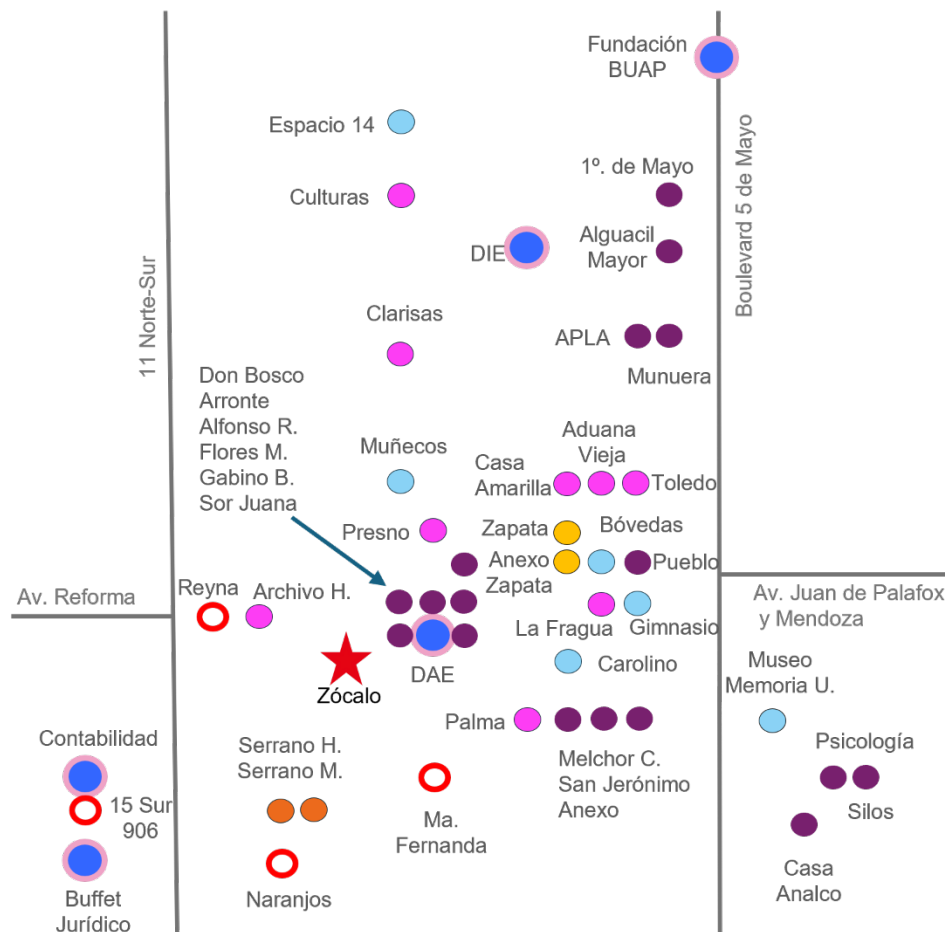 Fundación
BUAP
Espacio 14
1º. de Mayo
Culturas
Boulevard 5 de Mayo
DIE
Alguacil
Mayor
11 Norte-Sur
Clarisas
APLA
Munuera
Don Bosco
Arronte
Alfonso R.
Flores M.
Gabino B.
Sor Juana
Muñecos
Aduana
Vieja
Casa
Amarilla
Toledo
Presno
Zapata
Bóvedas
Anexo
Zapata
Pueblo
Av. Reforma
Reyna
Archivo H.
La Fragua
Gimnasio
Av. Juan de Palafox
y Mendoza
Carolino
DAE
Zócalo
Museo
Memoria U.
Palma
Contabilidad
Serrano H.
Serrano M.
Melchor C.
San Jerónimo
Anexo
Psicología
Silos
15 Sur
906
Ma.
Fernanda
Casa
Analco
Buffet
Jurídico
Naranjos